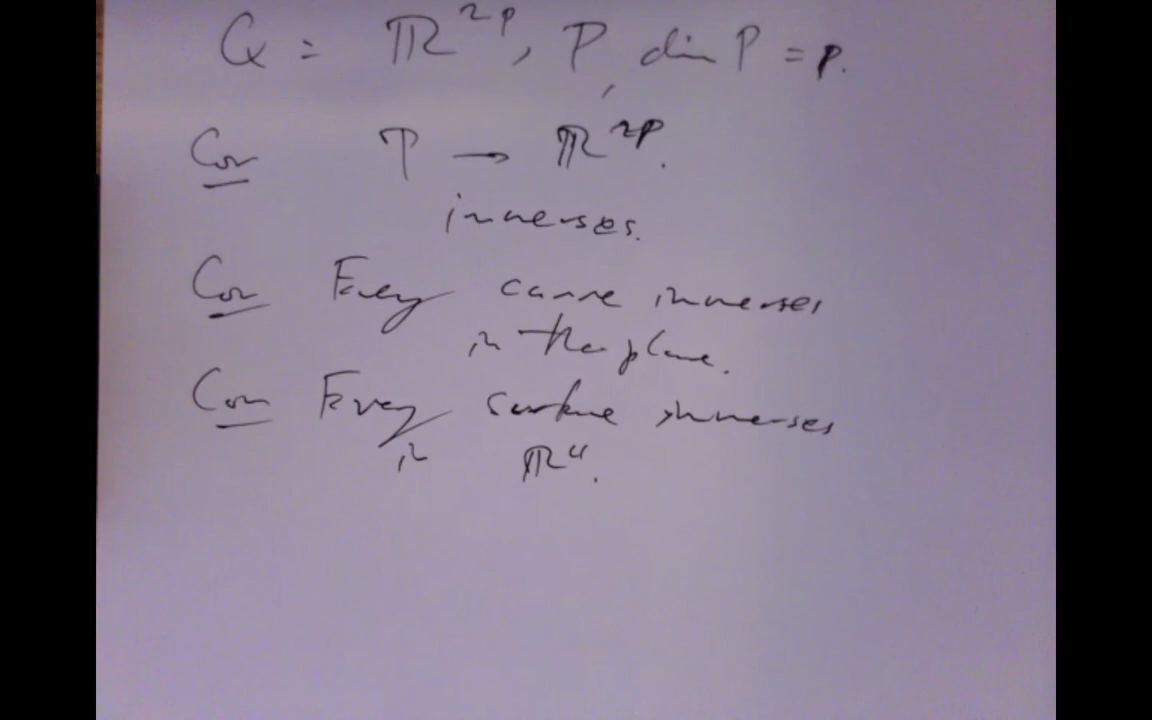 Q = ℝ^{2p}, P, dim P = p.
Cor P → ℝ^{2p}.
immerses.
Cor Every curve immerses
in the plane.
Cor Every surface immerses
in ℝ^4.